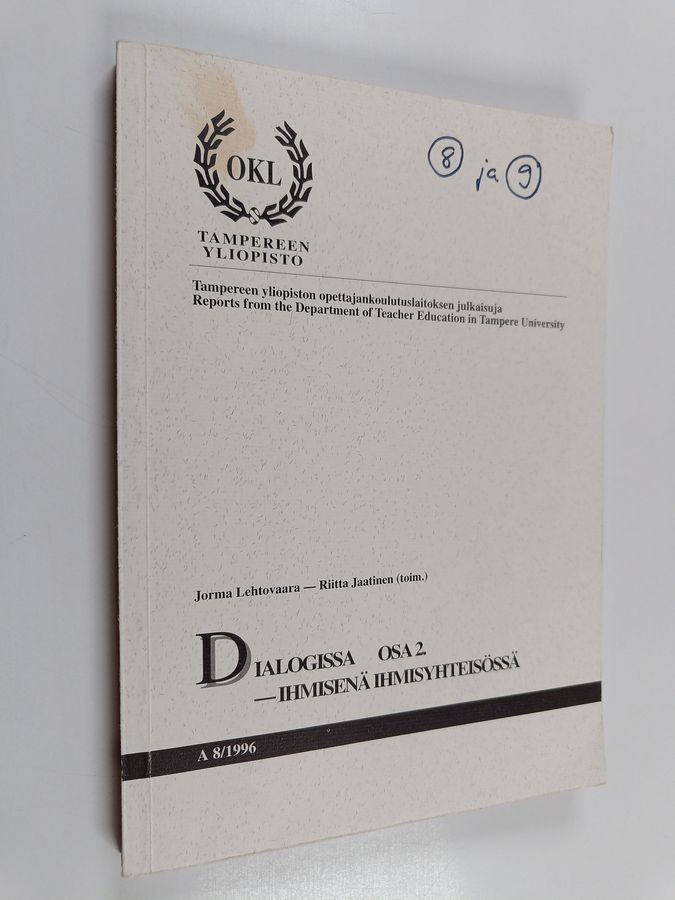 8 ja 9
OKL
TAMPEREEN
YLIOPISTO
Tampereen yliopiston opettajankoulutuslaitoksen julkaisuja
Reports from the Department of Teacher Education in Tampere University
Jorma Lehtovaara — Riitta Jaatinen (toim.)
DIALOGISSA OSA 2.
— IHMISENÄ IHMISYHTEISÖSSÄ
A 8/1996